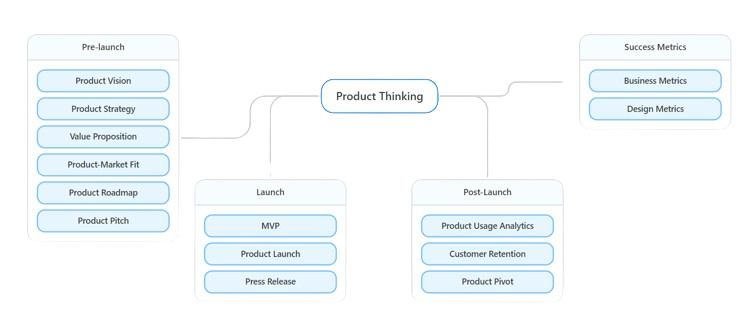 Product Thinking
Pre-launch
Product Vision
Product Strategy
Value Proposition
Product-Market Fit
Product Roadmap
Product Pitch
Launch
MVP
Product Launch
Press Release
Post-Launch
Product Usage Analytics
Customer Retention
Product Pivot
Success Metrics
Business Metrics
Design Metrics